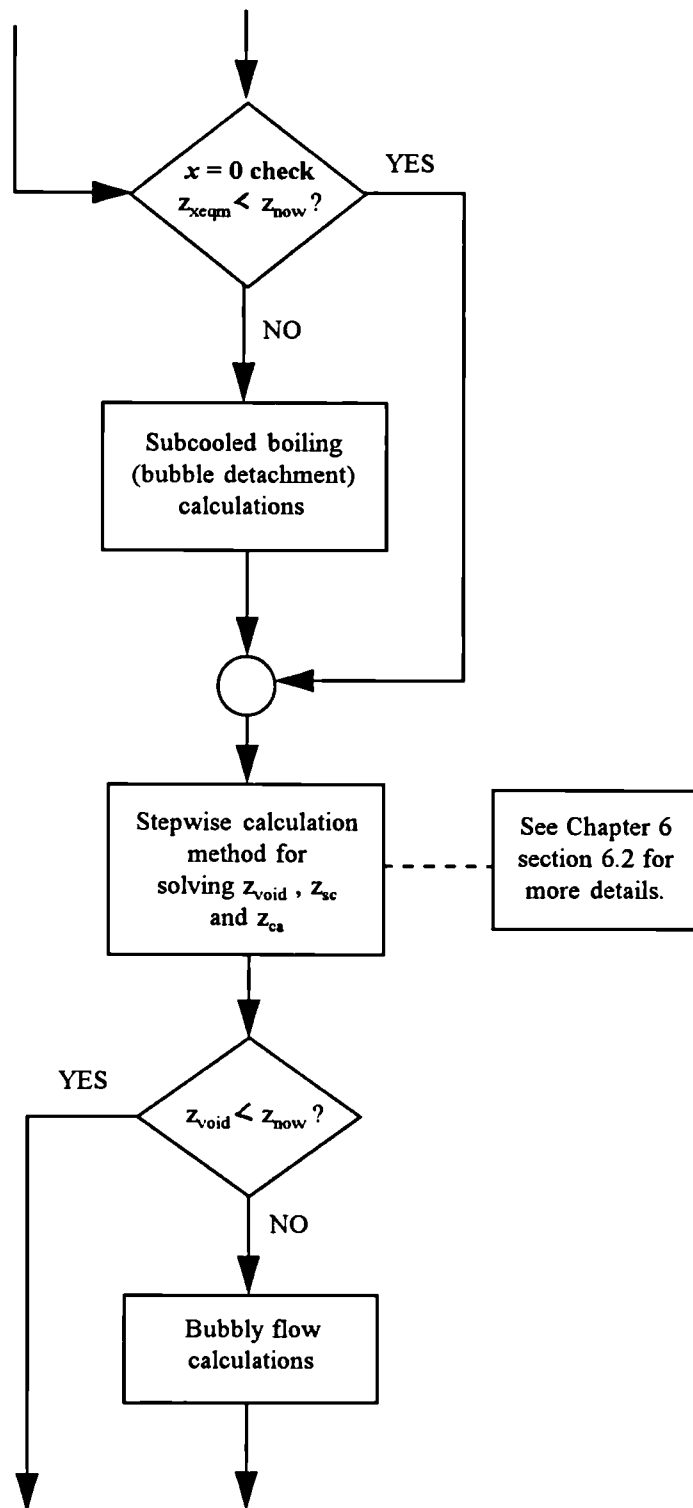 x = 0 check
YES
z_xeqm < z_now ?
NO
Subcooled boiling
(bubble detachment)
calculations
Stepwise calculation
method for
solving z_void , z_sc
and z_ca
See Chapter 6
section 6.2 for
more details.
YES
z_void < z_now ?
NO
Bubbly flow
calculations